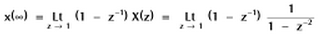 x(∞) = Lt z → 1 (1 - z⁻¹) X(z) = Lt z → 1 (1 - z⁻¹) 1 / 1 - z⁻²